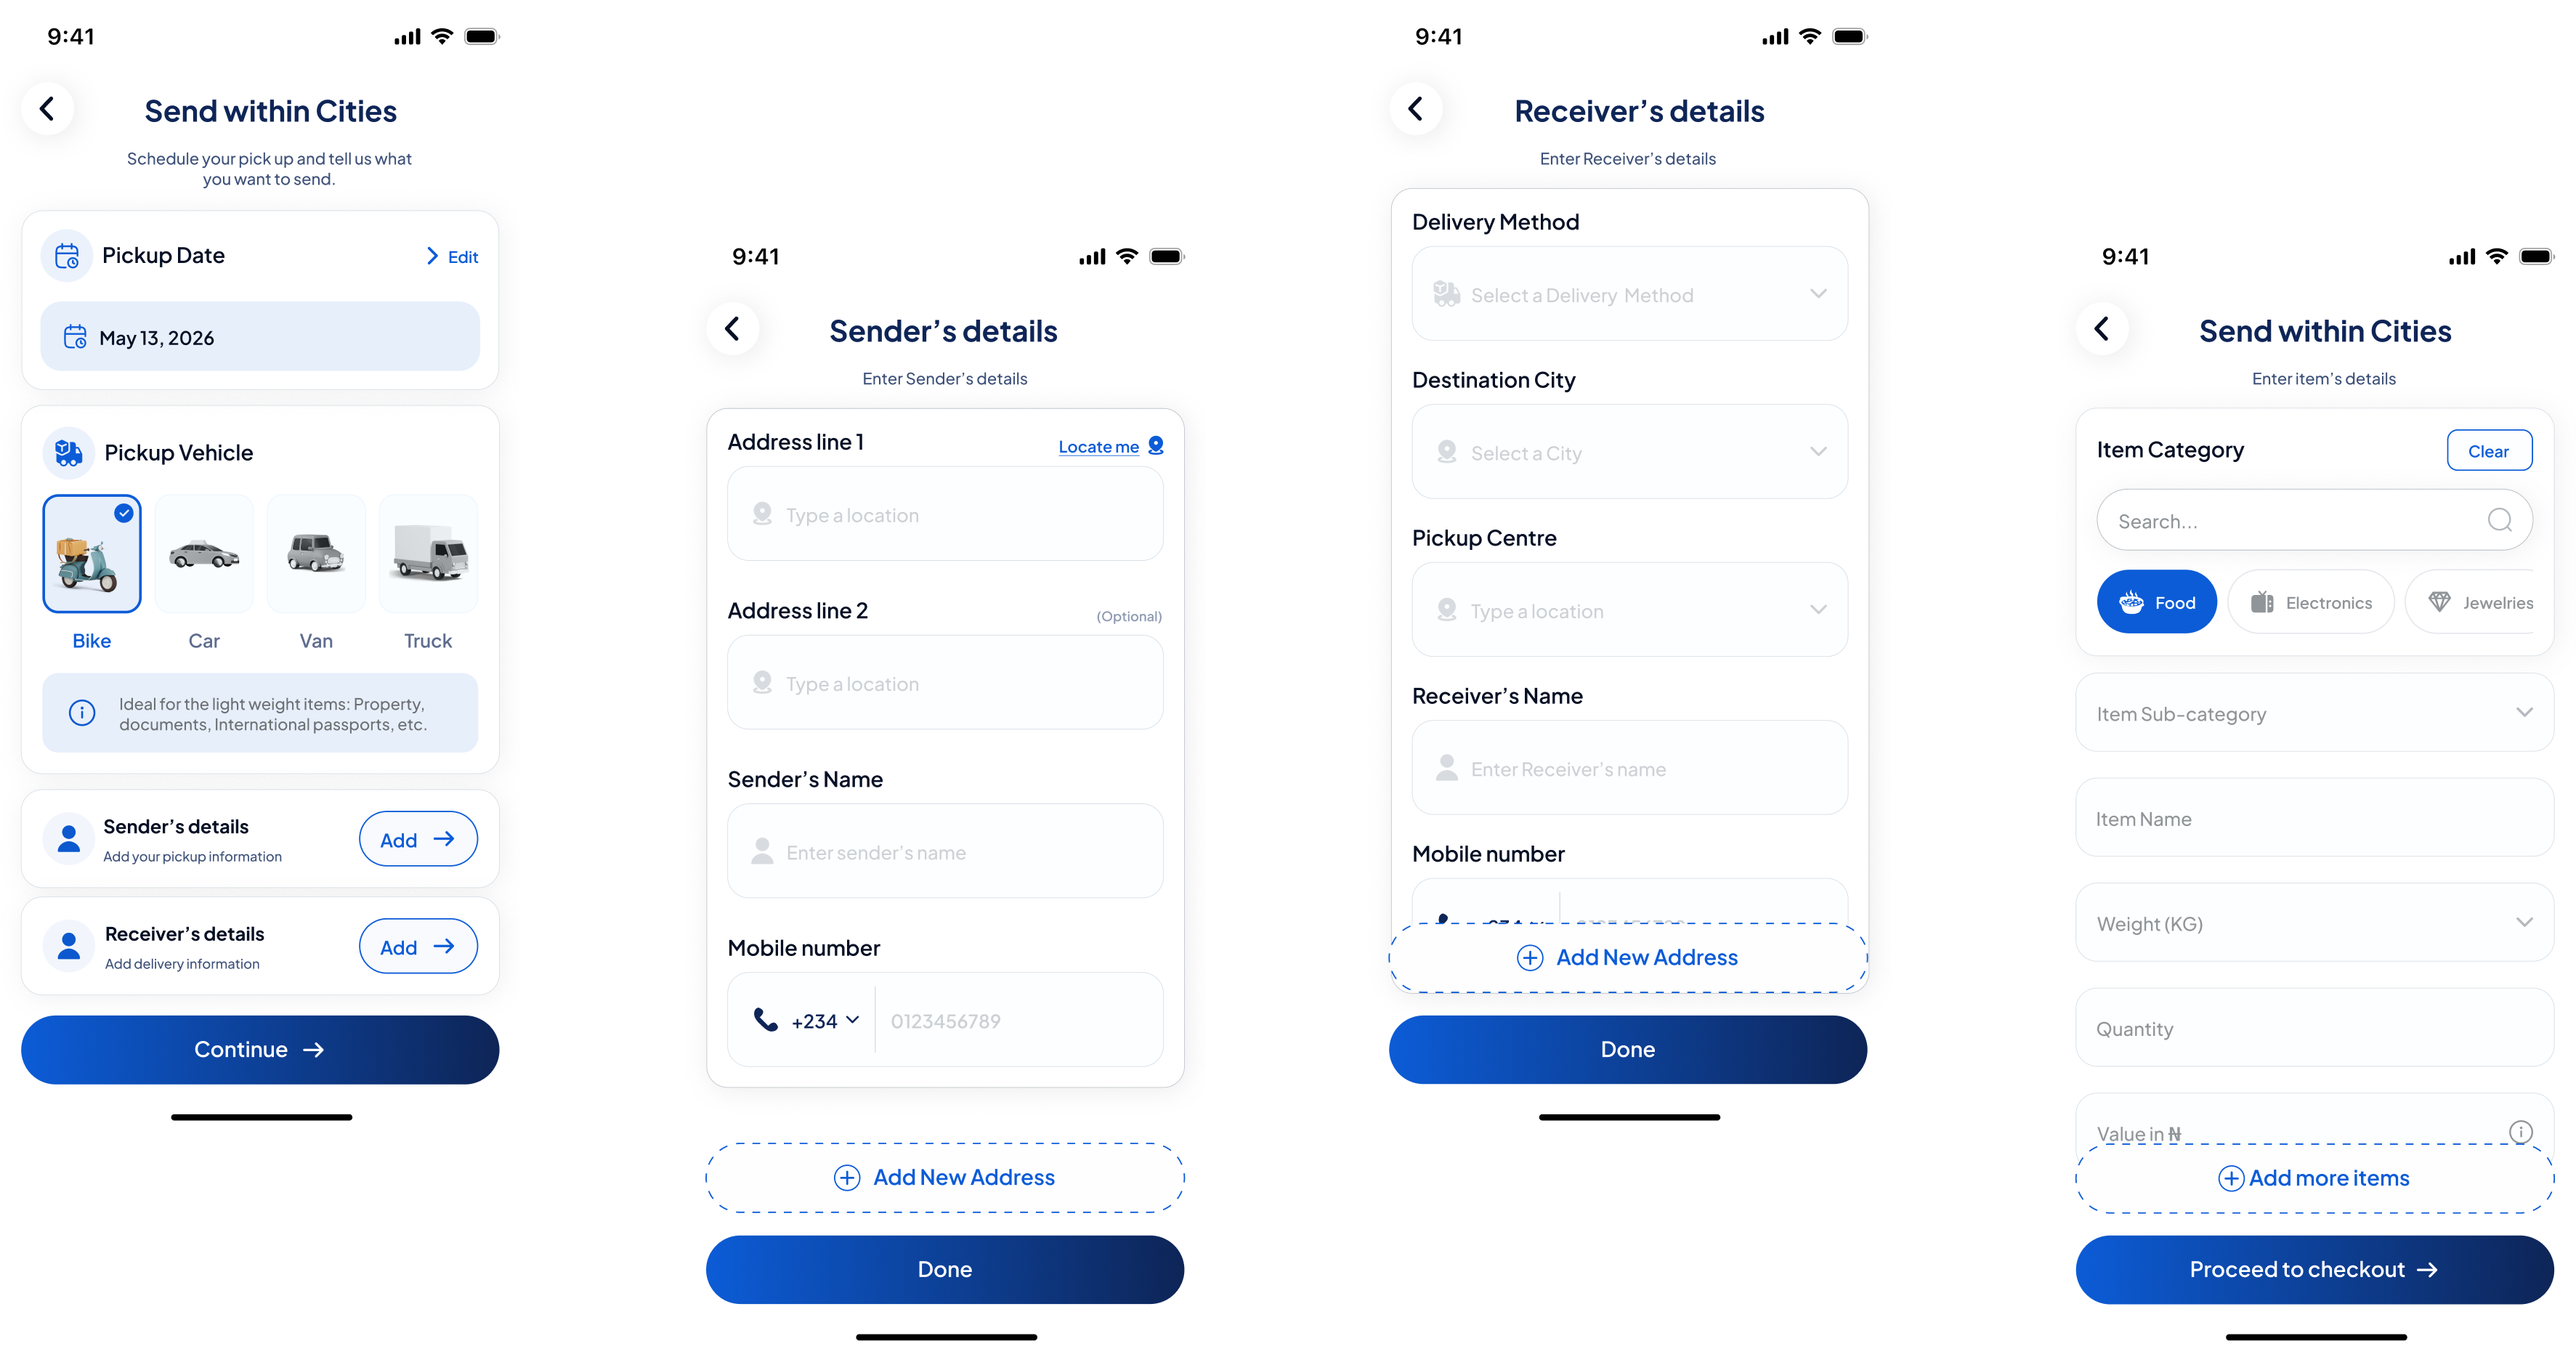 9:41
Send within Cities
Schedule your pick up and tell us what
you want to send.
Pickup Date
Edit
May 13, 2026
Pickup Vehicle
Bike
Car
Van
Truck
Ideal for the light weight items: Property,
documents, International passports, etc.
Sender’s details
Add your pickup information
Add
Receiver’s details
Add delivery information
Add
Continue
9:41
Sender’s details
Enter Sender’s details
Address line 1
Locate me
Type a location
Address line 2
(Optional)
Type a location
Sender’s Name
Enter sender’s name
Mobile number
+234
0123456789
Add New Address
Done
9:41
Receiver’s details
Enter Receiver’s details
Delivery Method
Select a Delivery Method
Destination City
Select a City
Pickup Centre
Type a location
Receiver’s Name
Enter Receiver’s name
Mobile number
Add New Address
Done
9:41
Send within Cities
Enter item’s details
Item Category
Clear
Search...
Food
Electronics
Jewelries
Item Sub-category
Item Name
Weight (KG)
Quantity
Value in ₦
Add more items
Proceed to checkout